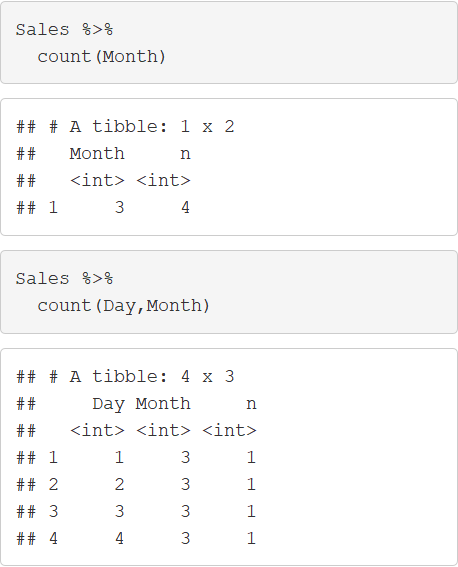 Sales %>%
  count(Month)
## # A tibble: 1 x 2
##   Month     n
##   <int> <int>
## 1     3     4
Sales %>%
  count(Day,Month)
## # A tibble: 4 x 3
##     Day Month     n
##   <int> <int> <int>
## 1     1     3     1
## 2     2     3     1
## 3     3     3     1
## 4     4     3     1